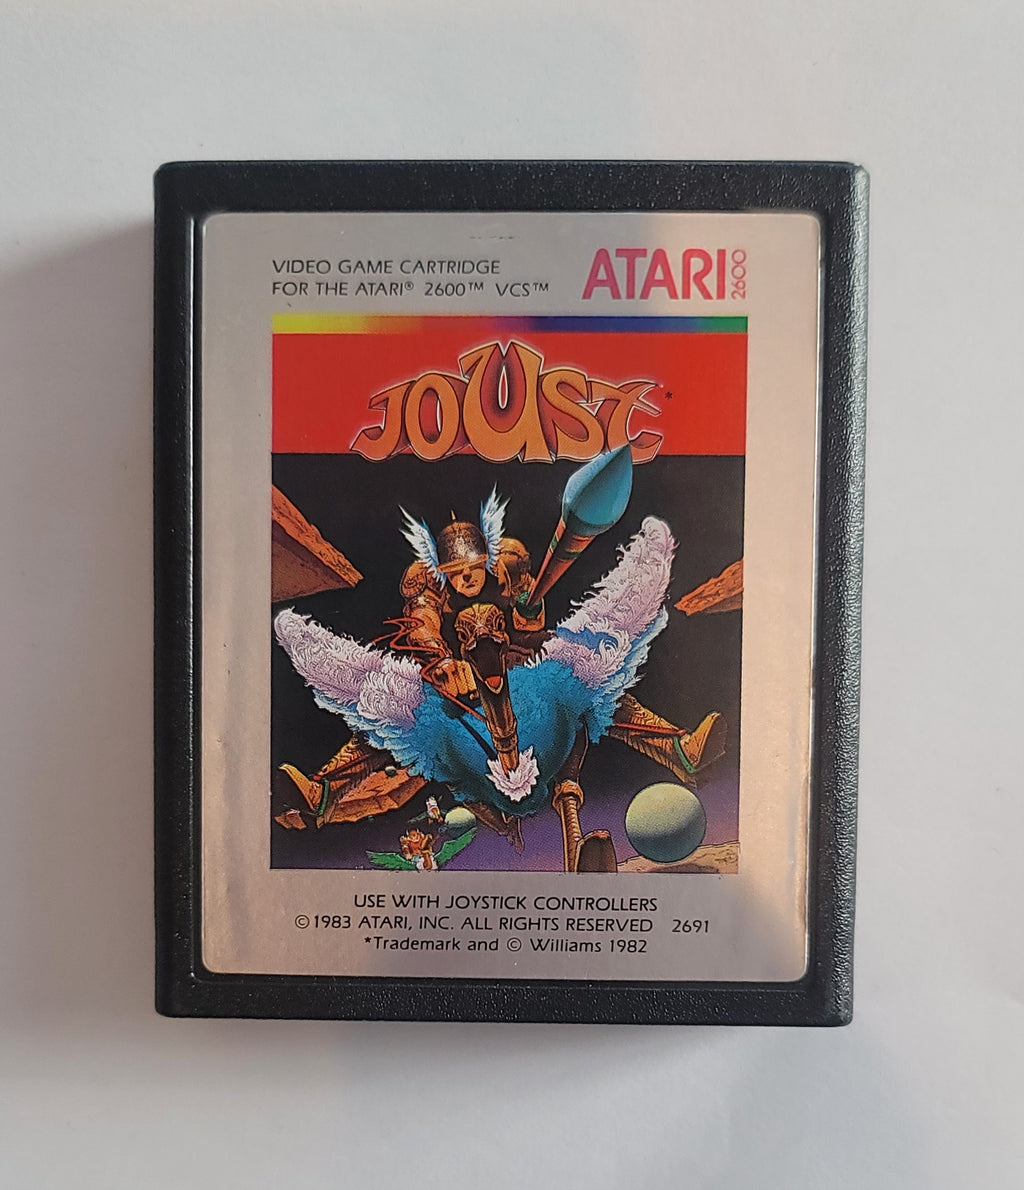 VIDEO GAME CARTRIDGE
FOR THE ATARI® 2600™ VCS™
ATARI 2600
JOUST*
USE WITH JOYSTICK CONTROLLERS
©1983 ATARI, INC. ALL RIGHTS RESERVED 2691
*Trademark and © Williams 1982